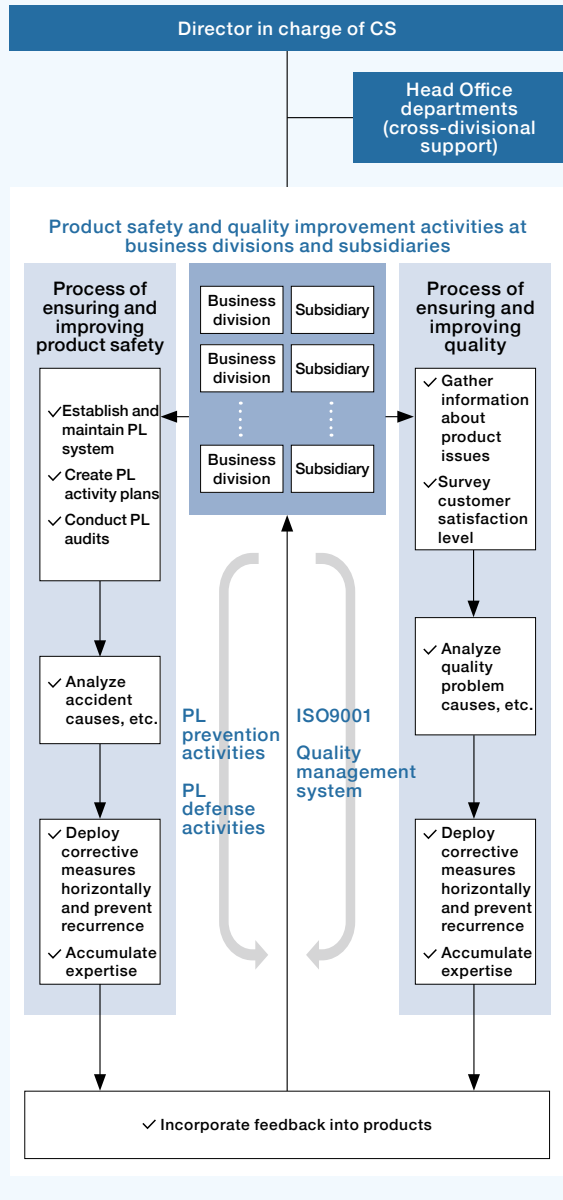 Director in charge of CS
Head Office
departments
(cross-divisional
support)
Product safety and quality improvement activities at
business divisions and subsidiaries
Process of
ensuring and
improving
product safety
✓Establish and
maintain PL
system
✓ Create PL
activity plans
✓ Conduct PL
audits
✓ Analyze
accident
causes, etc.
✓ Deploy
corrective
measures
horizontally
and prevent
recurrence
✓ Accumulate
expertise
Business
division
Subsidiary
Business
division
Subsidiary
Business
division
Subsidiary
PL
prevention
activities
PL
defense
activities
ISO9001
Quality
management
system
Process of
ensuring and
improving
quality
✓ Gather
information
about
product
issues
✓Survey
customer
satisfaction
level
✓ Analyze
quality
problem
causes, etc.
✓ Deploy
corrective
measures
horizontally
and prevent
recurrence
✓ Accumulate
expertise
✓ Incorporate feedback into products